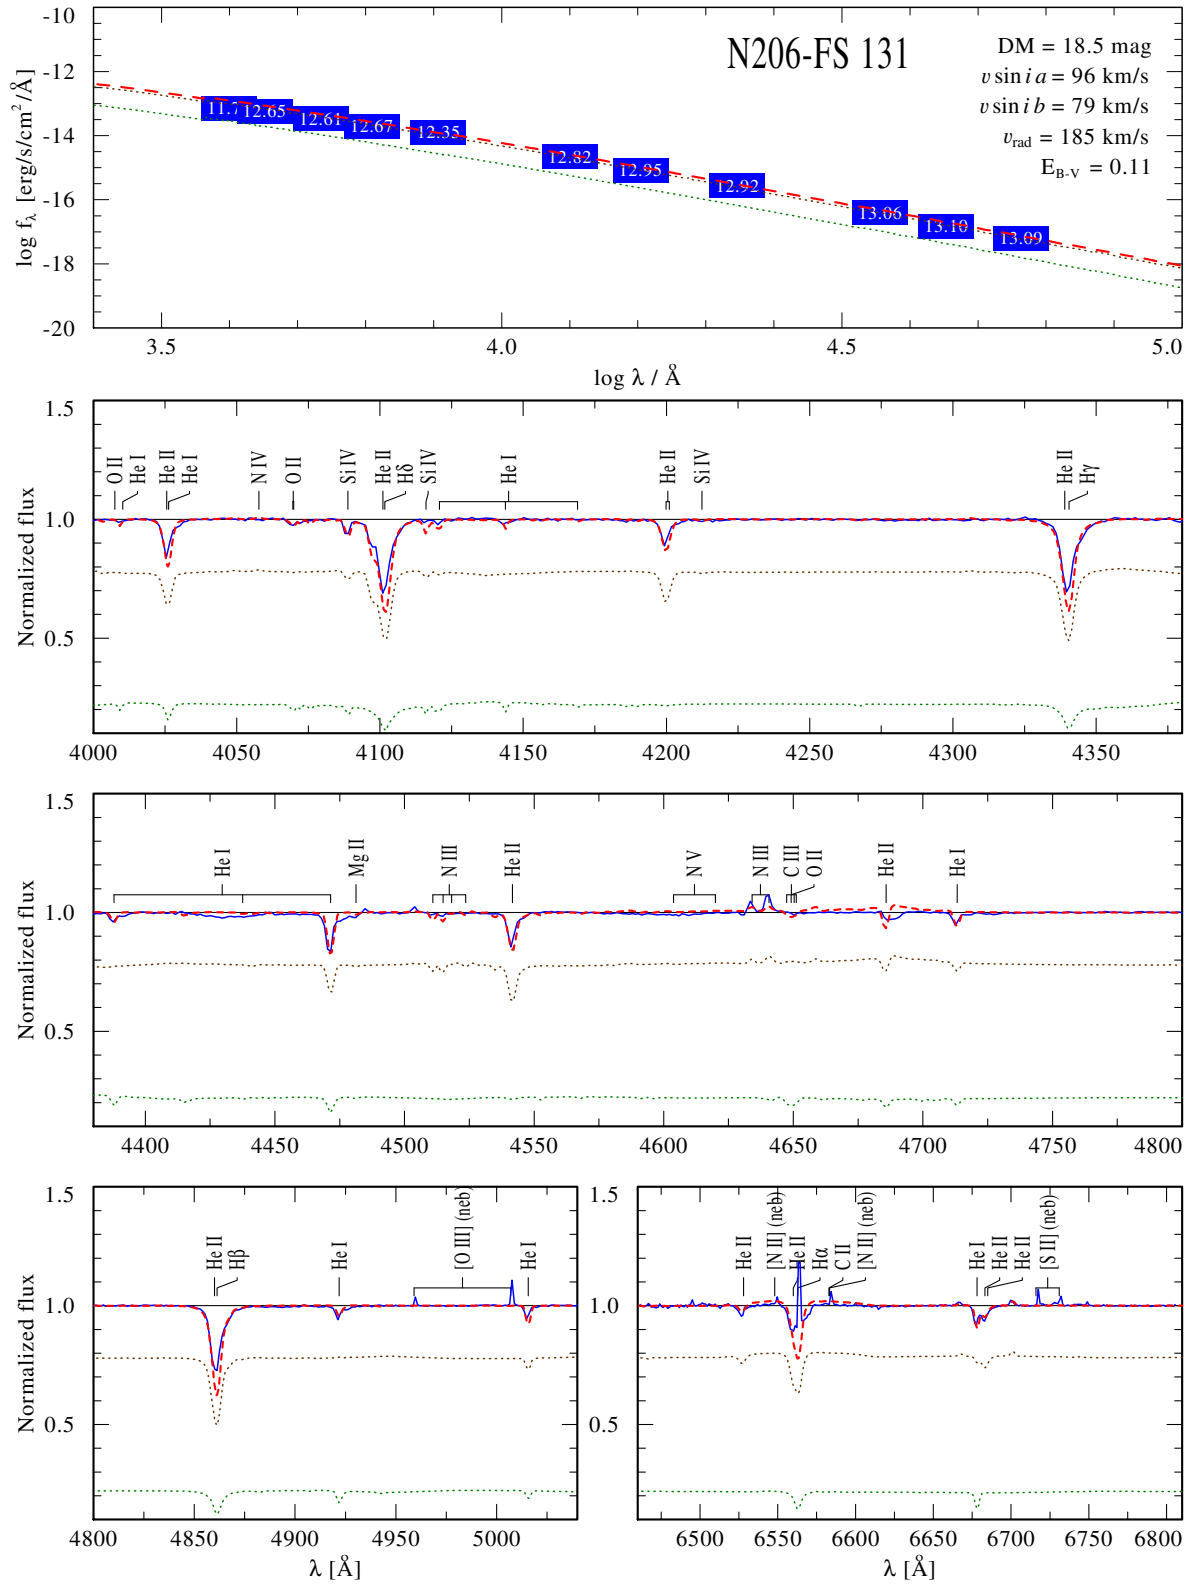 N206-FS 131
DM = 18.5 mag
v sin i a = 96 km/s
v sin i b = 79 km/s
v_rad = 185 km/s
E_B-V = 0.11
log f_λ [erg/s/cm²/Å]
-10
-12
-14
-16
-18
-20
12.65
12.61
12.67
12.35
12.82
12.95
12.92
13.06
13.10
13.09
3.5
4.0
4.5
5.0
log λ / Å
Normalized flux
1.5
1.0
0.5
O II
He I
He II
He I
N IV
O II
Si IV
He II
Hδ
Si IV
He I
He II
Si IV
He II
Hγ
4000
4050
4100
4150
4200
4250
4300
4350
Normalized flux
1.5
1.0
0.5
He I
Mg II
N III
He II
N V
N III
C III
O II
He II
He I
4400
4450
4500
4550
4600
4650
4700
4750
4800
Normalized flux
1.5
1.0
0.5
He II
Hβ
He I
[O III] (neb)
He I
4800
4850
4900
4950
5000
λ [Å]
1.5
1.0
0.5
He II
[N II] (neb)
He II
Hα
C II
[N II] (neb)
He I
He II
He II
[S II] (neb)
6500
6550
6600
6650
6700
6750
6800
λ [Å]